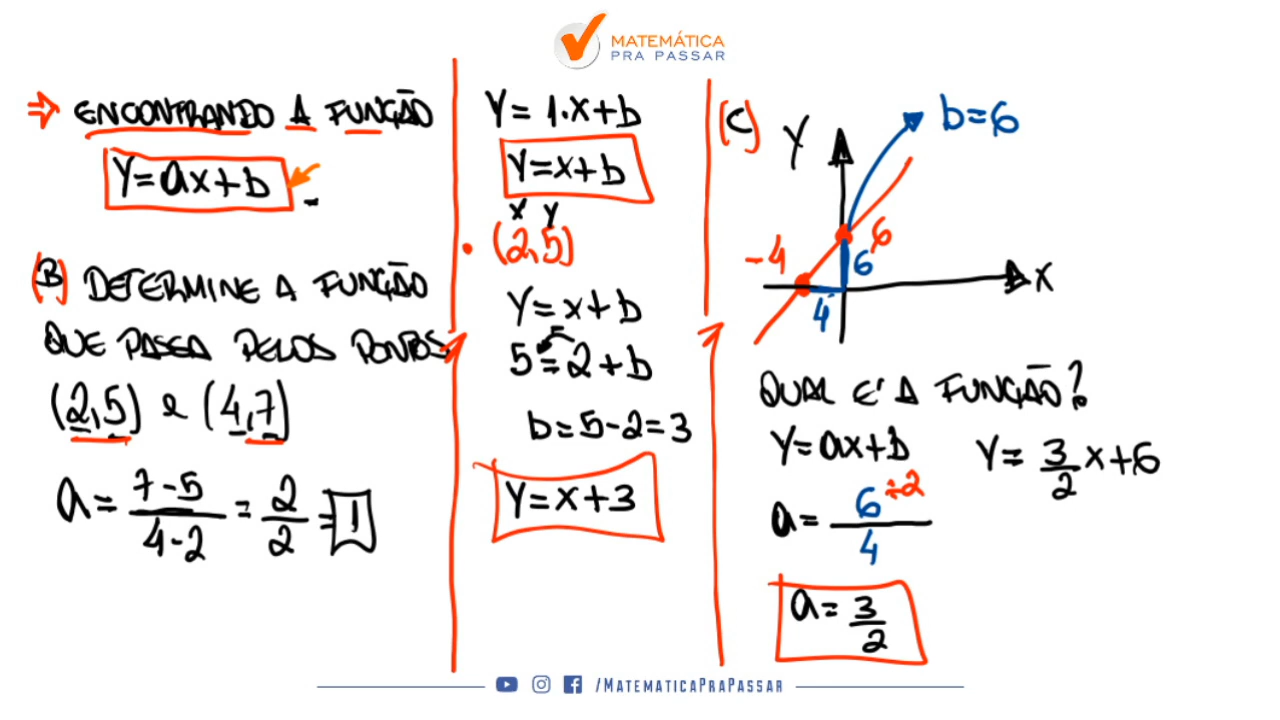 MATEMÁTICA
PRA PASSAR
⇒ ENCONTRANDO A FUNÇÃO
Y=ax+b
(B) DETERMINE A FUNÇÃO
QUE PASSA PELOS PONTOS
(2,5) e (4,7)
a = 7-5/4-2 = 2/2 = 1
Y = 1·x+b
Y=x+b
x y
• (2,5)
Y=x+b
5=2+b
b=5-2=3
Y=x+3
(C)
Y
b=6
-4
6
6
x
4
QUAL É A FUNÇÃO?
Y=ax+b
Y= 3/2 x+6
a= 6/4 ÷2
a= 3/2
/MatematicaPraPassar